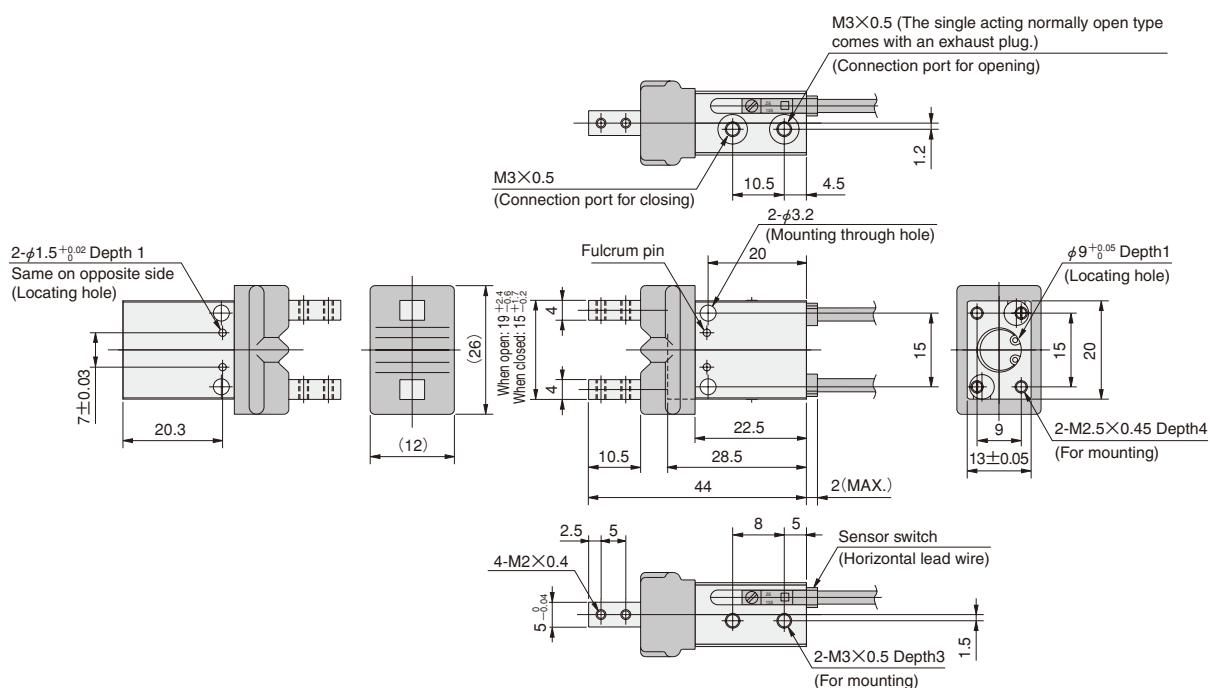 M3×0.5 (The single acting normally open type
comes with an exhaust plug.)
(Connection port for opening)
1.2
M3×0.5
(Connection port for closing)
10.5
4.5
2-φ1.5 +0.02 0 Depth 1
Same on opposite side
(Locating hole)
7±0.03
20.3
(12)
(26)
When open: 19 +2.4 -0.6
When closed: 15 +1.7 -0.2
Fulcrum pin
2-φ3.2
(Mounting through hole)
20
4
4
15
22.5
10.5
28.5
44
2(MAX.)
φ9 +0.05 0 Depth1
(Locating hole)
15
20
9
13±0.05
2-M2.5×0.45 Depth4
(For mounting)
2.5
5
8
5
4-M2×0.4
5 0 -0.04
Sensor switch
(Horizontal lead wire)
1.5
2-M3×0.5 Depth3
(For mounting)